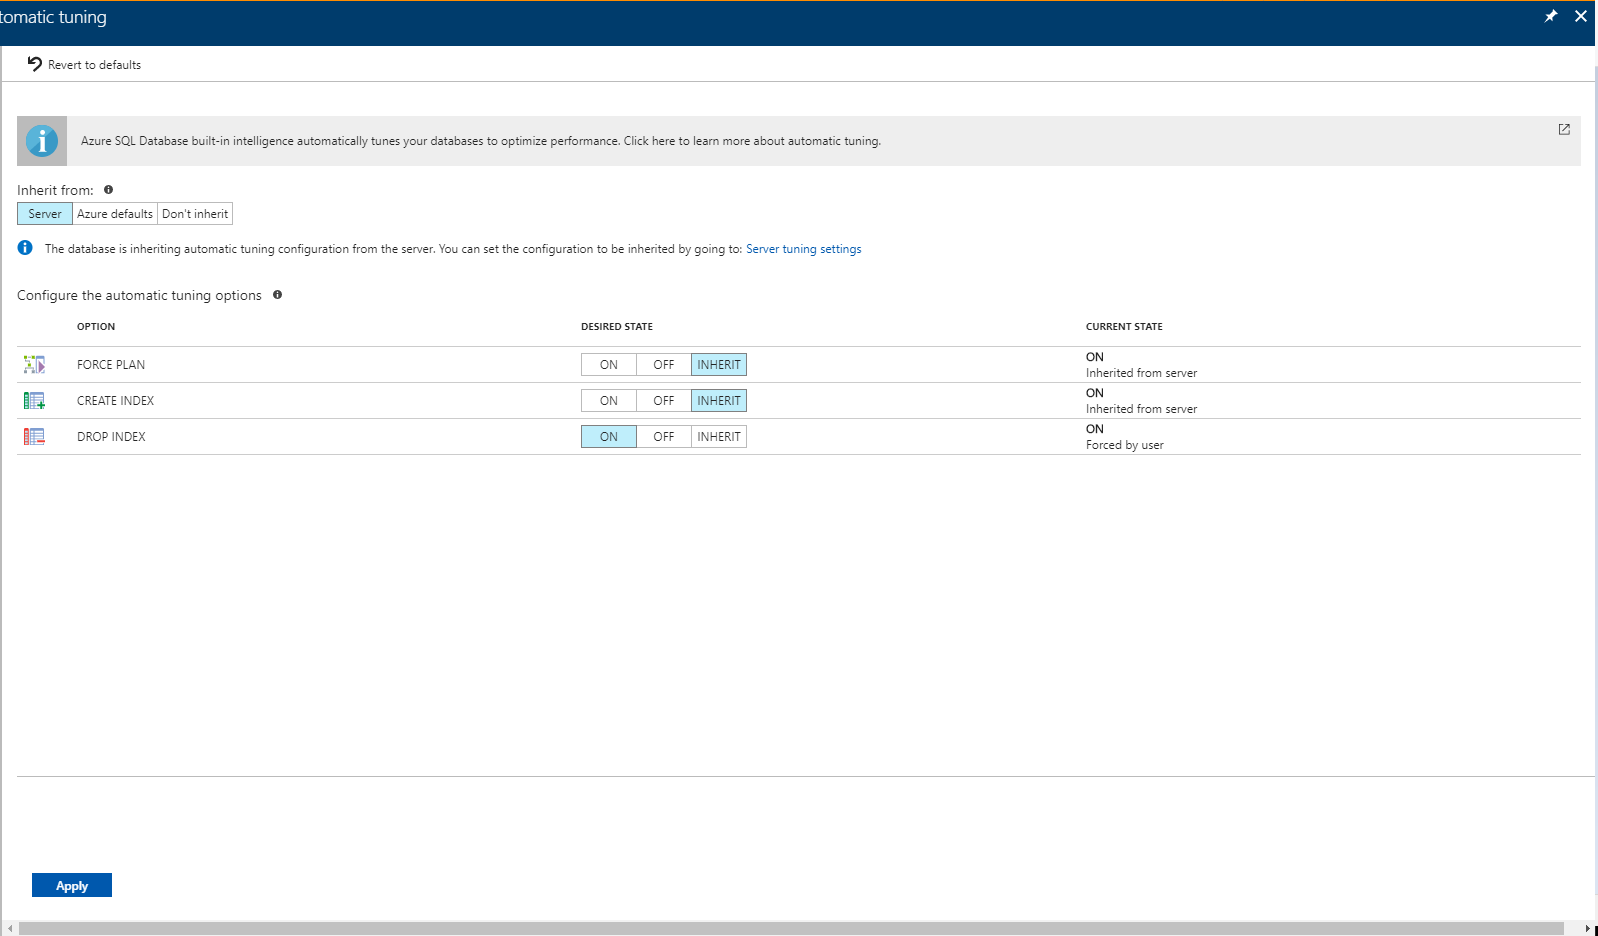 tomatic tuning
Revert to defaults
Azure SQL Database built-in intelligence automatically tunes your databases to optimize performance. Click here to learn more about automatic tuning.
Inherit from:
Server Azure defaults Don't inherit
The database is inheriting automatic tuning configuration from the server. You can set the configuration to be inherited by going to: Server tuning settings
Configure the automatic tuning options
OPTION DESIRED STATE CURRENT STATE
FORCE PLAN ON OFF INHERIT ON
Inherited from server
CREATE INDEX ON OFF INHERIT ON
Inherited from server
DROP INDEX ON OFF INHERIT ON
Forced by user
Apply